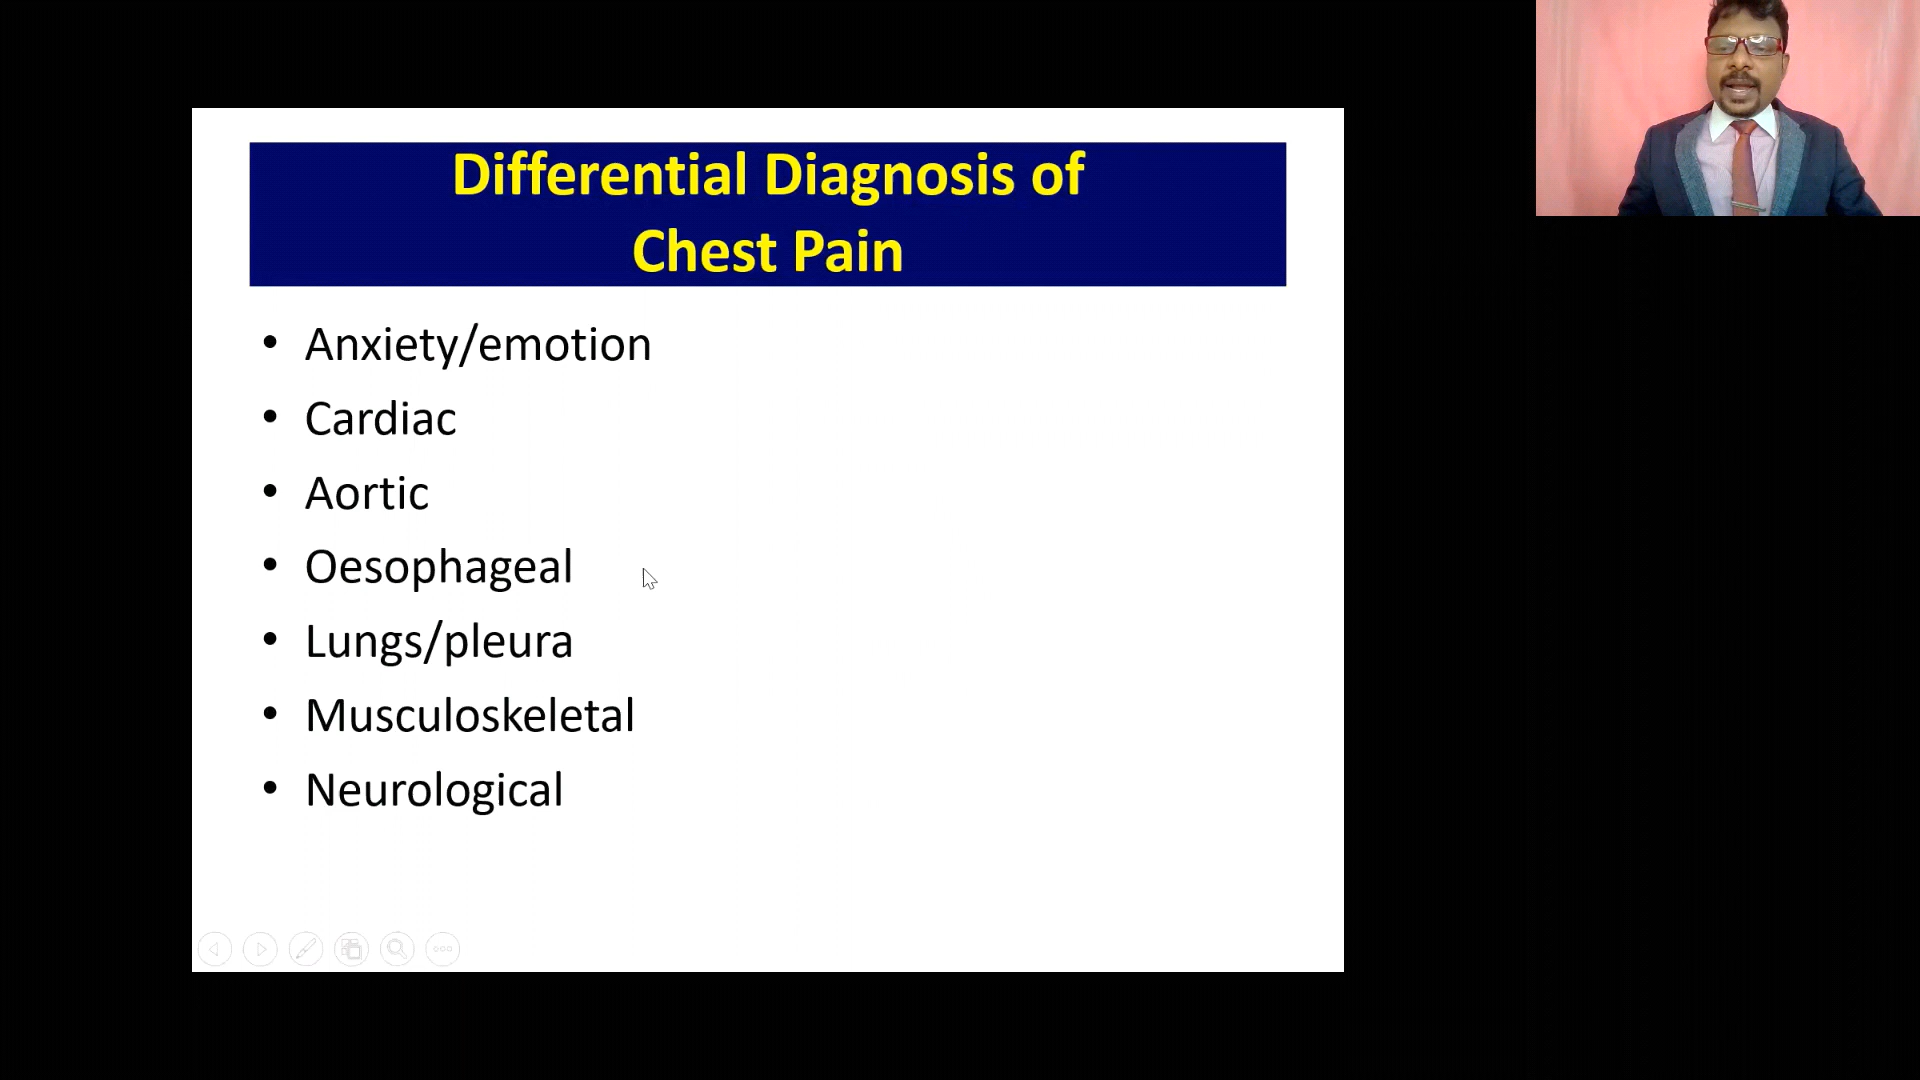 Differential Diagnosis of
Chest Pain
• Anxiety/emotion
• Cardiac
• Aortic
• Oesophageal
• Lungs/pleura
• Musculoskeletal
• Neurological